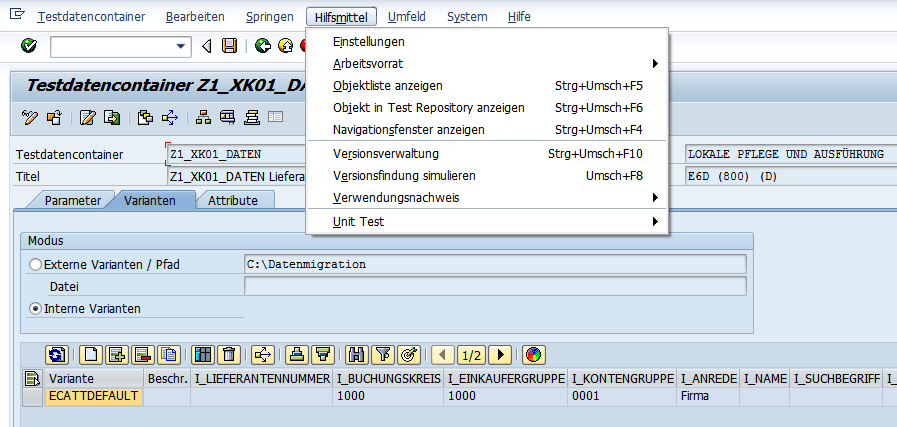 Testdatencontainer Bearbeiten Springen Hilfsmittel Umfeld System Hilfe
Einstellungen
Arbeitsvorrat
Objektliste anzeigen Strg+Umsch+F5
Testdatencontainer Z1_XK01_DA
Objekt in Test Repository anzeigen Strg+Umsch+F6
Navigationsfenster anzeigen Strg+Umsch+F4
Testdatencontainer Z1_XK01_DATEN LOKALE PFLEGE UND AUSFÜHRUNG
Versionsverwaltung Strg+Umsch+F10
Titel Z1_XK01_DATEN Liefera E6D (800) (D)
Versionsfindung simulieren Umsch+F8
Parameter Varianten Attribute
Verwendungsnachweis
Unit Test
Modus
Externe Varianten / Pfad C:\Datenmigration
Datei
Interne Varianten
1/2
Variante Beschr. I_LIEFERANTENNUMMER I_BUCHUNGSKREIS I_EINKAUFERGRUPPE I_KONTENGRUPPE I_ANREDE I_NAME I_SUCHBEGRIFF I_
ECATTDEFAULT 1000 1000 0001 Firma